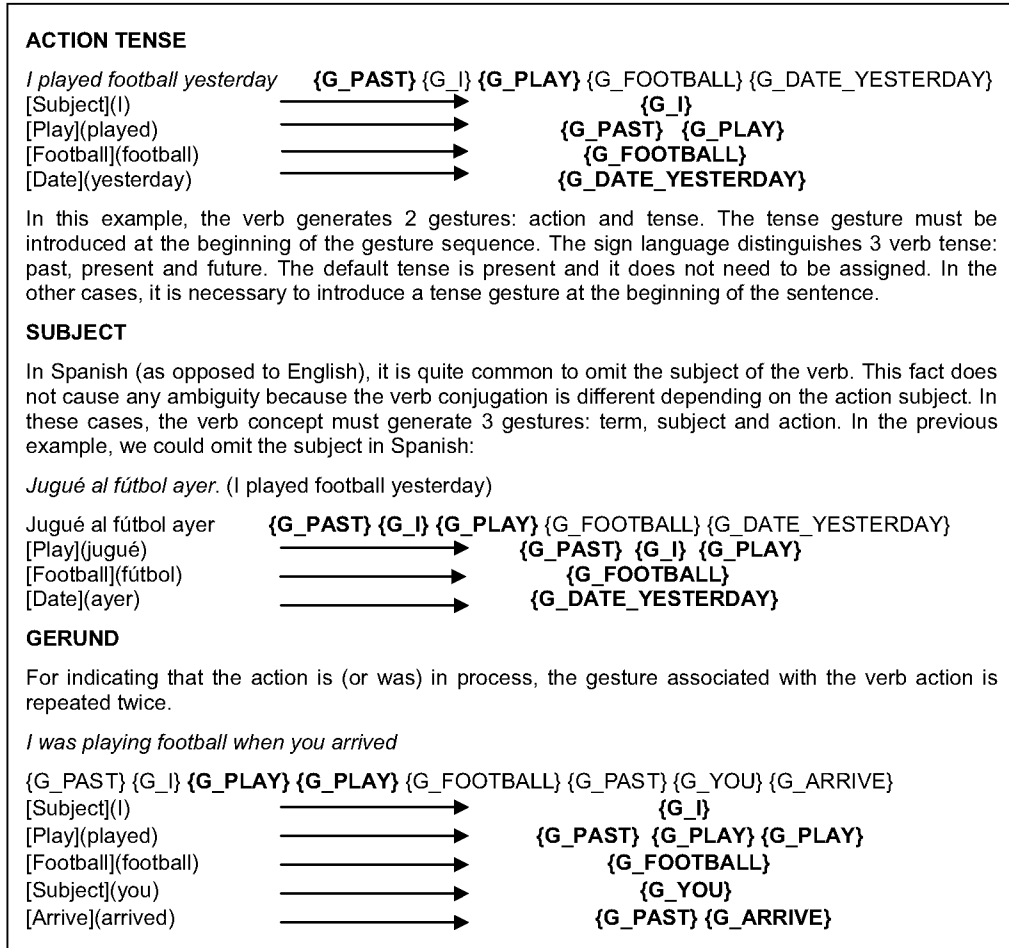 ACTION TENSE
I played football yesterday {G_PAST} {G_I} {G_PLAY} {G_FOOTBALL} {G_DATE_YESTERDAY}
[Subject](I) {G_I}
[Play](played) {G_PAST} {G_PLAY}
[Football](football) {G_FOOTBALL}
[Date](yesterday) {G_DATE_YESTERDAY}
In this example, the verb generates 2 gestures: action and tense. The tense gesture must be
introduced at the beginning of the gesture sequence. The sign language distinguishes 3 verb tense:
past, present and future. The default tense is present and it does not need to be assigned. In the
other cases, it is necessary to introduce a tense gesture at the beginning of the sentence.
SUBJECT
In Spanish (as opposed to English), it is quite common to omit the subject of the verb. This fact does
not cause any ambiguity because the verb conjugation is different depending on the action subject. In
these cases, the verb concept must generate 3 gestures: term, subject and action. In the previous
example, we could omit the subject in Spanish:
Jugué al fútbol ayer. (I played football yesterday)
Jugué al fútbol ayer {G_PAST} {G_I} {G_PLAY} {G_FOOTBALL} {G_DATE_YESTERDAY}
[Play](jugué) {G_PAST} {G_I} {G_PLAY}
[Football](fútbol) {G_FOOTBALL}
[Date](ayer) {G_DATE_YESTERDAY}
GERUND
For indicating that the action is (or was) in process, the gesture associated with the verb action is
repeated twice.
I was playing football when you arrived
{G_PAST} {G_I} {G_PLAY} {G_PLAY} {G_FOOTBALL} {G_PAST} {G_YOU} {G_ARRIVE}
[Subject](I) {G_I}
[Play](played) {G_PAST} {G_PLAY} {G_PLAY}
[Football](football) {G_FOOTBALL}
[Subject](you) {G_YOU}
[Arrive](arrived) {G_PAST} {G_ARRIVE}